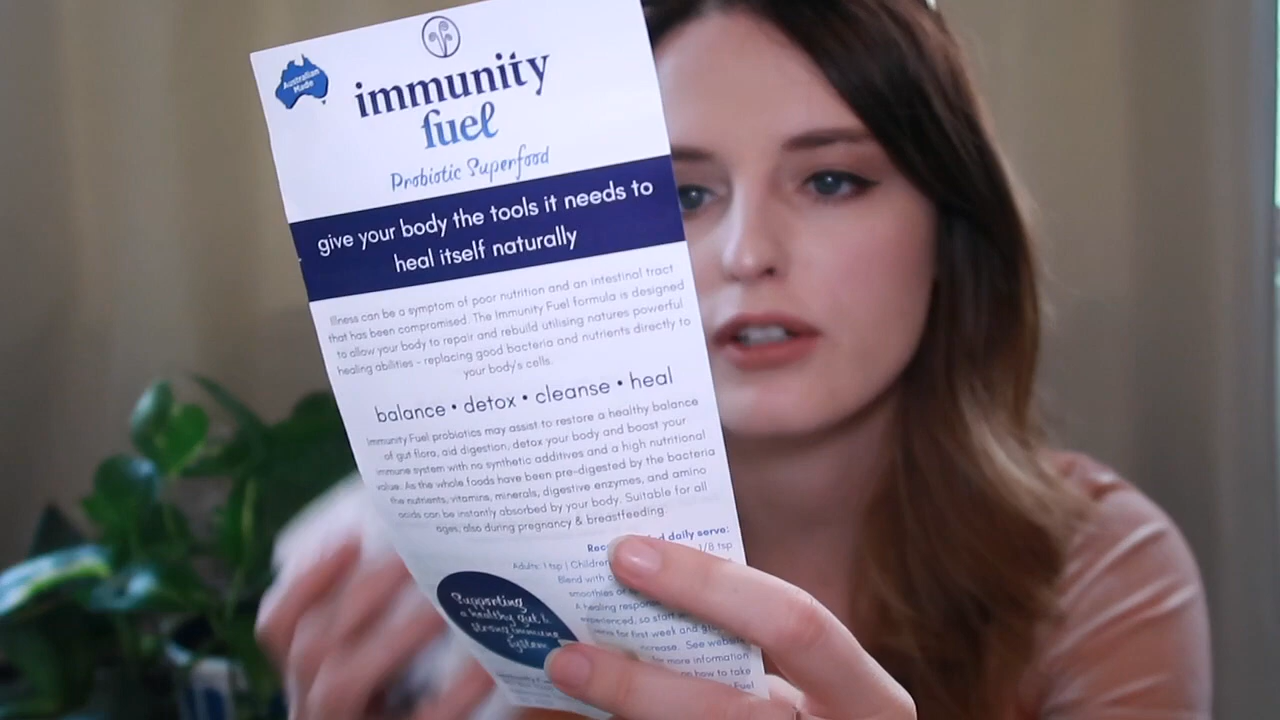 Australian
Made
immunity
fuel
Probiotic Superfood
give your body the tools it needs to
heal itself naturally
Illness can be a symptom of poor nutrition and an intestinal tract
that has been compromised. The Immunity Fuel formula is designed
to allow your body to repair and rebuild utilising natures powerful
healing abilities - replacing good bacteria and nutrients directly to
your body's cells.
balance • detox • cleanse • heal
Immunity Fuel probiotics may assist to restore a healthy balance
of gut flora, aid digestion, detox your body and boost your
immune system with no synthetic additives and a high nutritional
value. As the whole foods have been pre-digested by the bacteria
the nutrients, vitamins, minerals, digestive enzymes, and amino
acids can be instantly absorbed by your body. Suitable for all
ages, also during pregnancy & breastfeeding.
daily serve:
Adults: 1 tsp | Children 1/8 tsp
Blend with
smoothies or
A healing
experienced, so start
for first week and
increase. See website
for more information
on how to take
Fuel
Supporting
a healthy gut &
strong immune
system